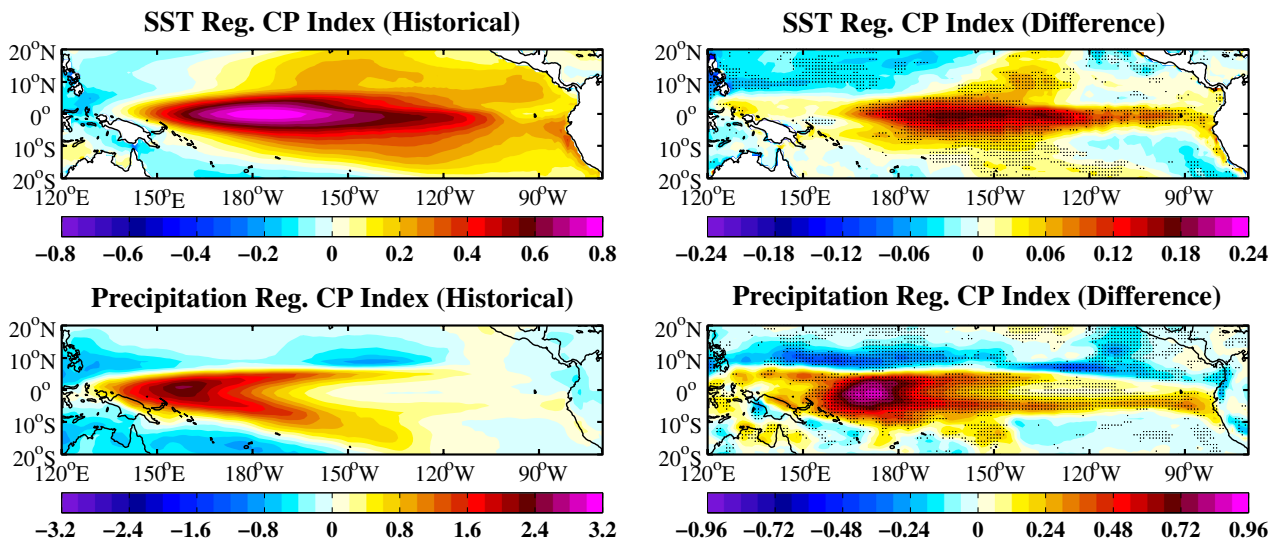 SST Reg. CP Index (Historical)
20°N
10°N
0°
10°S
20°S
120°E 150°E 180°W 150°W 120°W 90°W
−0.8 −0.6 −0.4 −0.2 0 0.2 0.4 0.6 0.8
SST Reg. CP Index (Difference)
20°N
10°N
0°
10°S
20°S
120°E 150°E 180°W 150°W 120°W 90°W
−0.24 −0.18 −0.12 −0.06 0 0.06 0.12 0.18 0.24
Precipitation Reg. CP Index (Historical)
20°N
10°N
0°
10°S
20°S
120°E 150°E 180°W 150°W 120°W 90°W
−3.2 −2.4 −1.6 −0.8 0 0.8 1.6 2.4 3.2
Precipitation Reg. CP Index (Difference)
20°N
10°N
0°
10°S
20°S
120°E 150°E 180°W 150°W 120°W 90°W
−0.96 −0.72 −0.48 −0.24 0 0.24 0.48 0.72 0.96